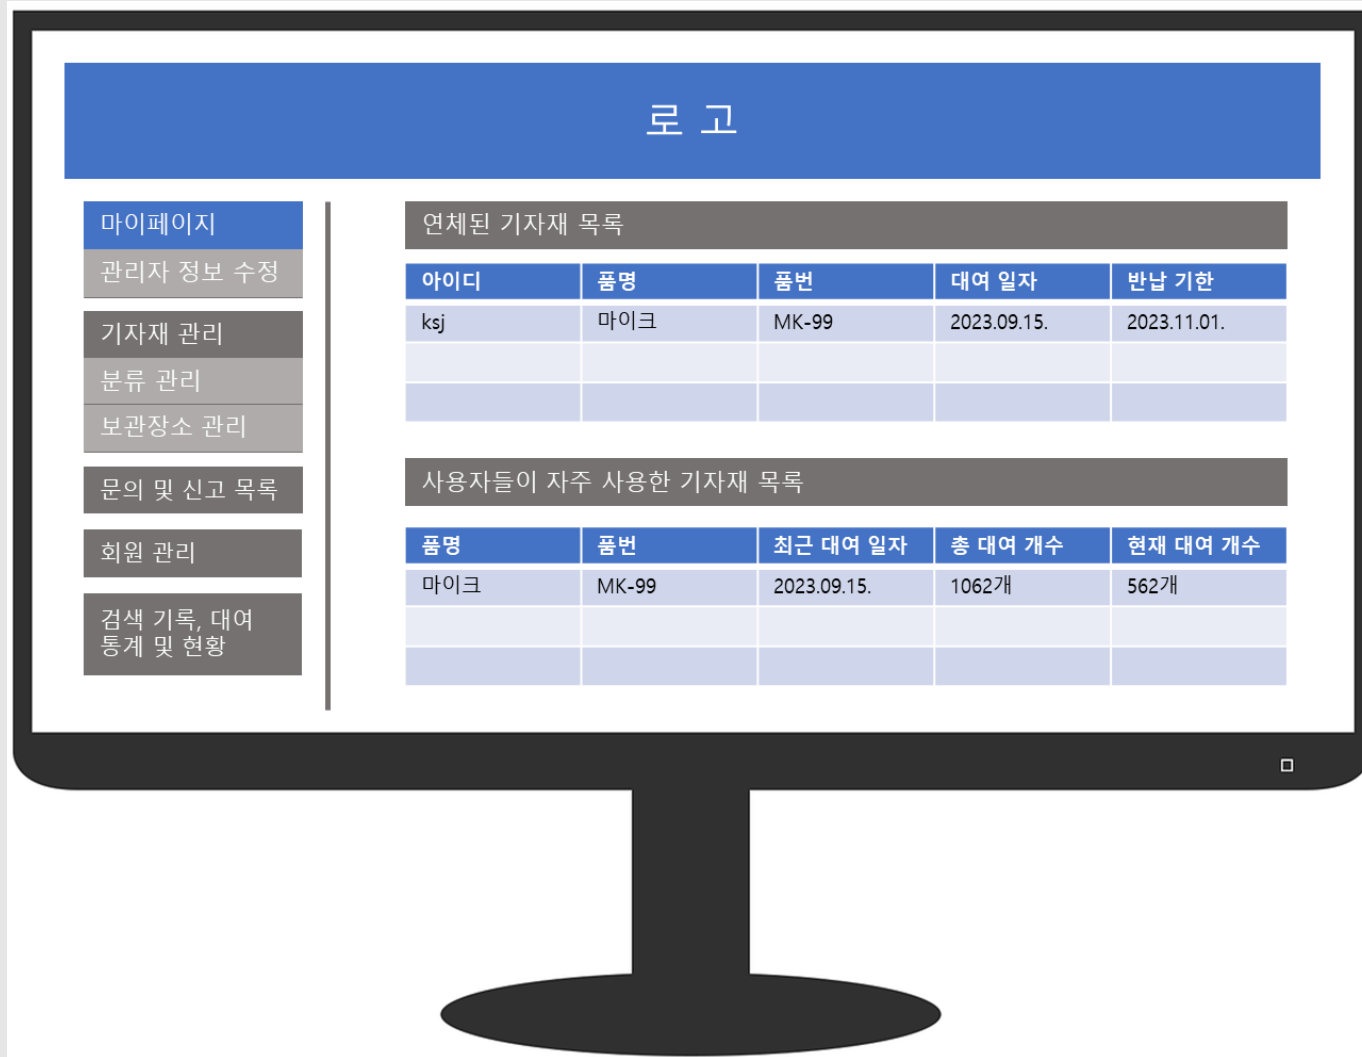 로 고
마이페이지
관리자 정보 수정
기자재 관리
분류 관리
보관장소 관리
문의 및 신고 목록
회원 관리
검색 기록, 대여
통계 및 현황
연체된 기자재 목록
아이디 품명 품번 대여 일자 반납 기한
ksj 마이크 MK-99 2023.09.15. 2023.11.01.
사용자들이 자주 사용한 기자재 목록
품명 품번 최근 대여 일자 총 대여 개수 현재 대여 개수
마이크 MK-99 2023.09.15. 1062개 562개